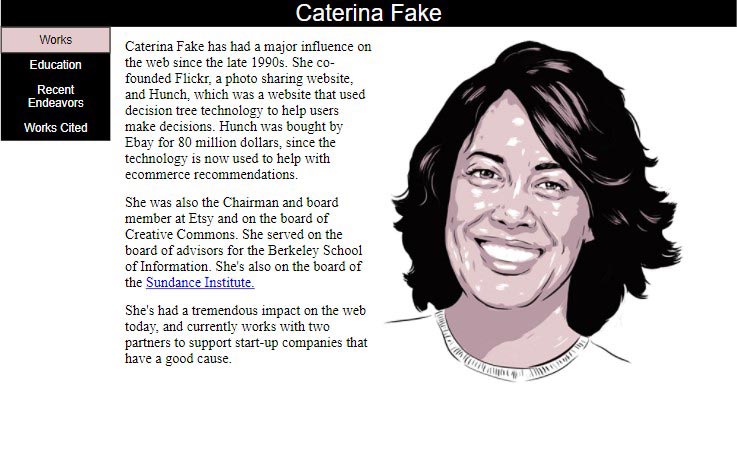 Caterina Fake
Works
Education
Recent
Endeavors
Works Cited
Caterina Fake has had a major influence on
the web since the late 1990s. She co-
founded Flickr, a photo sharing website,
and Hunch, which was a website that used
decision tree technology to help users
make decisions. Hunch was bought by
Ebay for 80 million dollars, since the
technology is now used to help with
ecommerce recommendations.
She was also the Chairman and board
member at Etsy and on the board of
Creative Commons. She served on the
board of advisors for the Berkeley School
of Information. She's also on the board of
the Sundance Institute.
She's had a tremendous impact on the web
today, and currently works with two
partners to support start-up companies that
have a good cause.